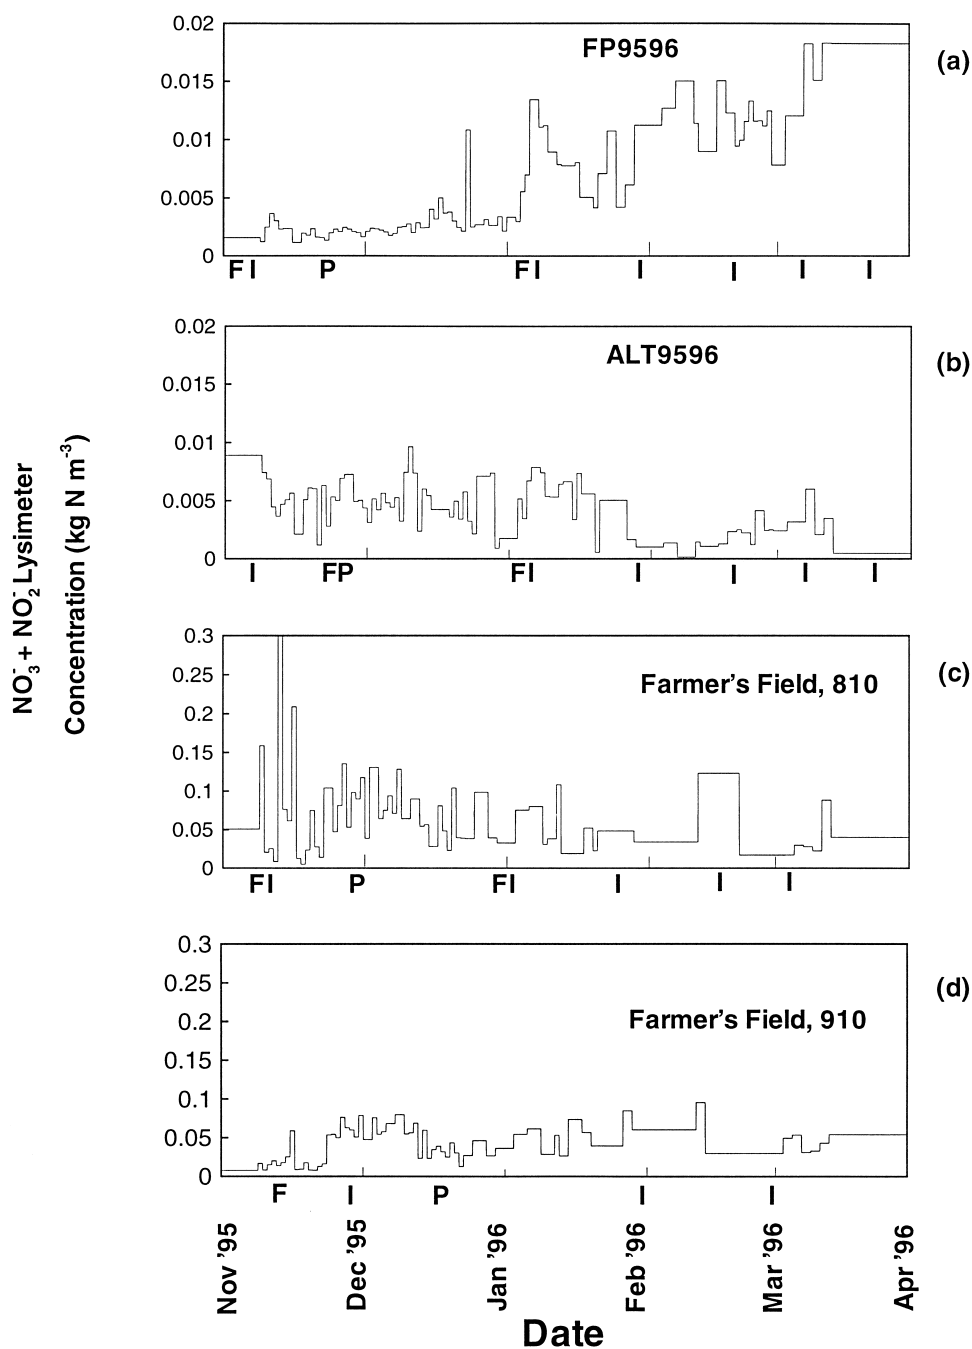 0.02
FP9596
(a)
0.015
0.01
0.005
0
F I P F I I I I I
0.02
ALT9596
(b)
0.015
0.01
0.005
0
I F P F I I I I I
NO3- + NO2- Lysimeter
Concentration (kg N m-3)
0.3
(c)
0.25
Farmer's Field, 810
0.2
0.15
0.1
0.05
0
F I P F I I I I
0.3
0.25
(d)
0.2
Farmer's Field, 910
0.15
0.1
0.05
0
F I P I I
Nov '95 Dec '95 Jan '96 Feb '96 Mar '96 Apr '96
Date